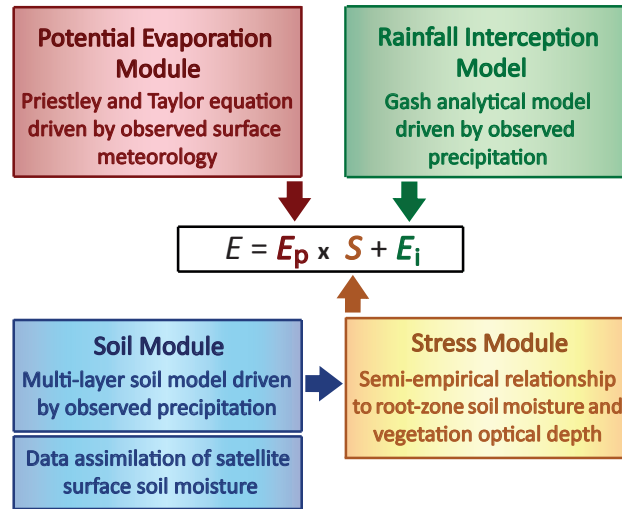 Potential Evaporation
Module
Priestley and Taylor equation
driven by observed surface
meteorology
Rainfall Interception
Model
Gash analytical model
driven by observed
precipitation
E = Ep x S + Ei
Soil Module
Multi-layer soil model driven
by observed precipitation
Data assimilation of satellite
surface soil moisture
Stress Module
Semi-empirical relationship
to root-zone soil moisture and
vegetation optical depth